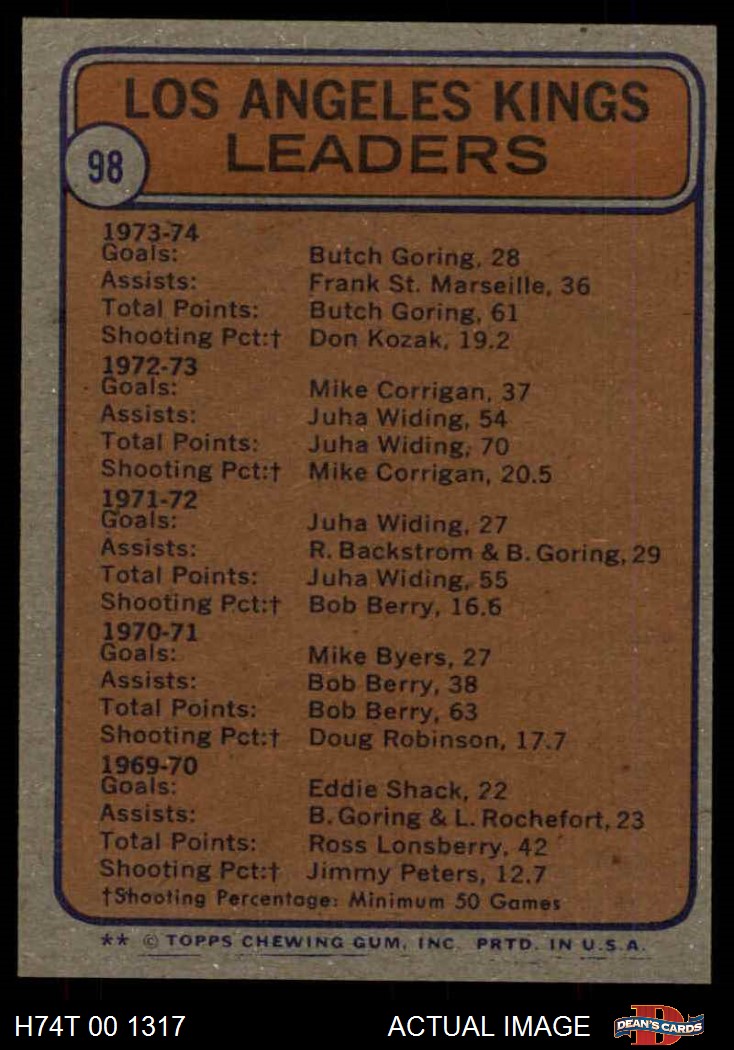 LOS ANGELES KINGS
LEADERS
98
1973-74
Goals: Butch Goring, 28
Assists: Frank St. Marseille, 36
Total Points: Butch Goring, 61
Shooting Pct:† Don Kozak, 19.2
1972-73
Goals: Mike Corrigan, 37
Assists: Juha Widing, 54
Total Points: Juha Widing, 70
Shooting Pct:† Mike Corrigan, 20.5
1971-72
Goals: Juha Widing, 27
Assists: R. Backstrom & B. Goring, 29
Total Points: Juha Widing, 55
Shooting Pct:† Bob Berry, 16.6
1970-71
Goals: Mike Byers, 27
Assists: Bob Berry, 38
Total Points: Bob Berry, 63
Shooting Pct:† Doug Robinson, 17.7
1969-70
Goals: Eddie Shack, 22
Assists: B. Goring & L. Rochefort, 23
Total Points: Ross Lonsberry, 42
Shooting Pct:† Jimmy Peters, 12.7
†Shooting Percentage: Minimum 50 Games
** © TOPPS CHEWING GUM, INC. PRTD. IN U.S.A.
H74T 00 1317 ACTUAL IMAGE DEAN'S CARDS